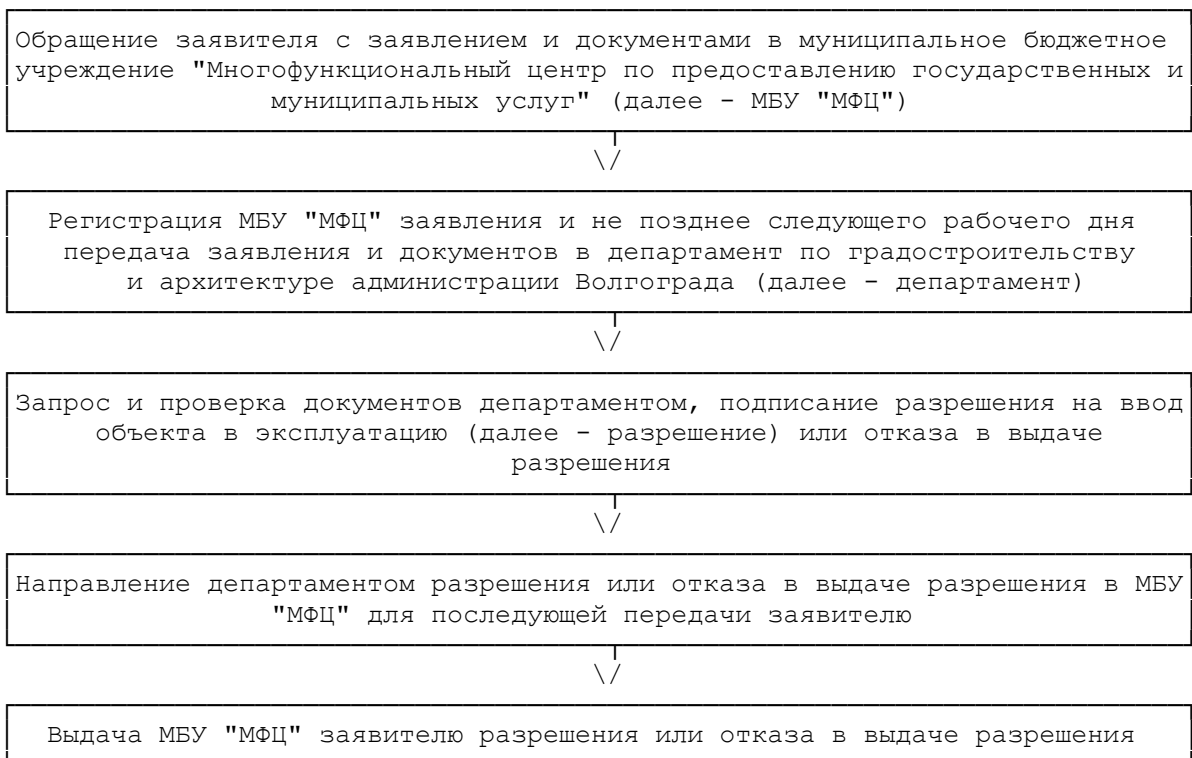 Обращение заявителя с заявлением и документами в муниципальное бюджетное
учреждение "Многофункциональный центр по предоставлению государственных и
муниципальных услуг" (далее - МБУ "МФЦ")
\/
Регистрация МБУ "МФЦ" заявления и не позднее следующего рабочего дня
передача заявления и документов в департамент по градостроительству
и архитектуре администрации Волгограда (далее - департамент)
\/
Запрос и проверка документов департаментом, подписание разрешения на ввод
объекта в эксплуатацию (далее - разрешение) или отказа в выдаче
разрешения
\/
Направление департаментом разрешения или отказа в выдаче разрешения в МБУ
"МФЦ" для последующей передачи заявителю
\/
Выдача МБУ "МФЦ" заявителю разрешения или отказа в выдаче разрешения